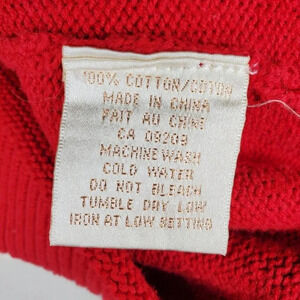 100% COTTON/COTON
MADE IN CHINA
FAIT AU CHINE
CA 09209
MACHINE WASH
COLD WATER
DO NOT BLEACH
TUMBLE DRY LOW
IRON AT LOW SETTING